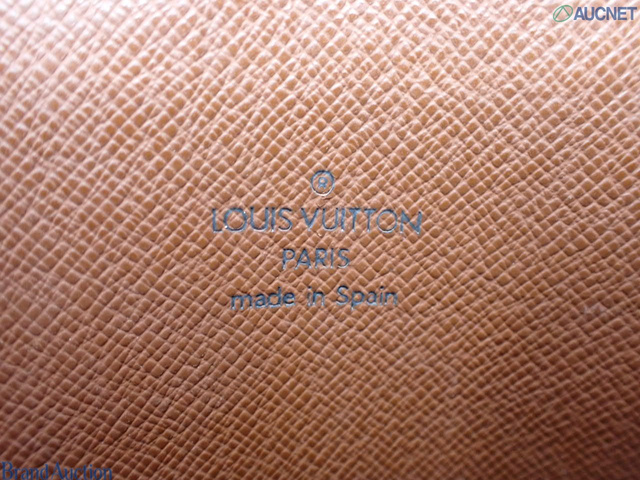 AUCNET
®
LOUIS VUITTON
PARIS
made in Spain
Brand Auction